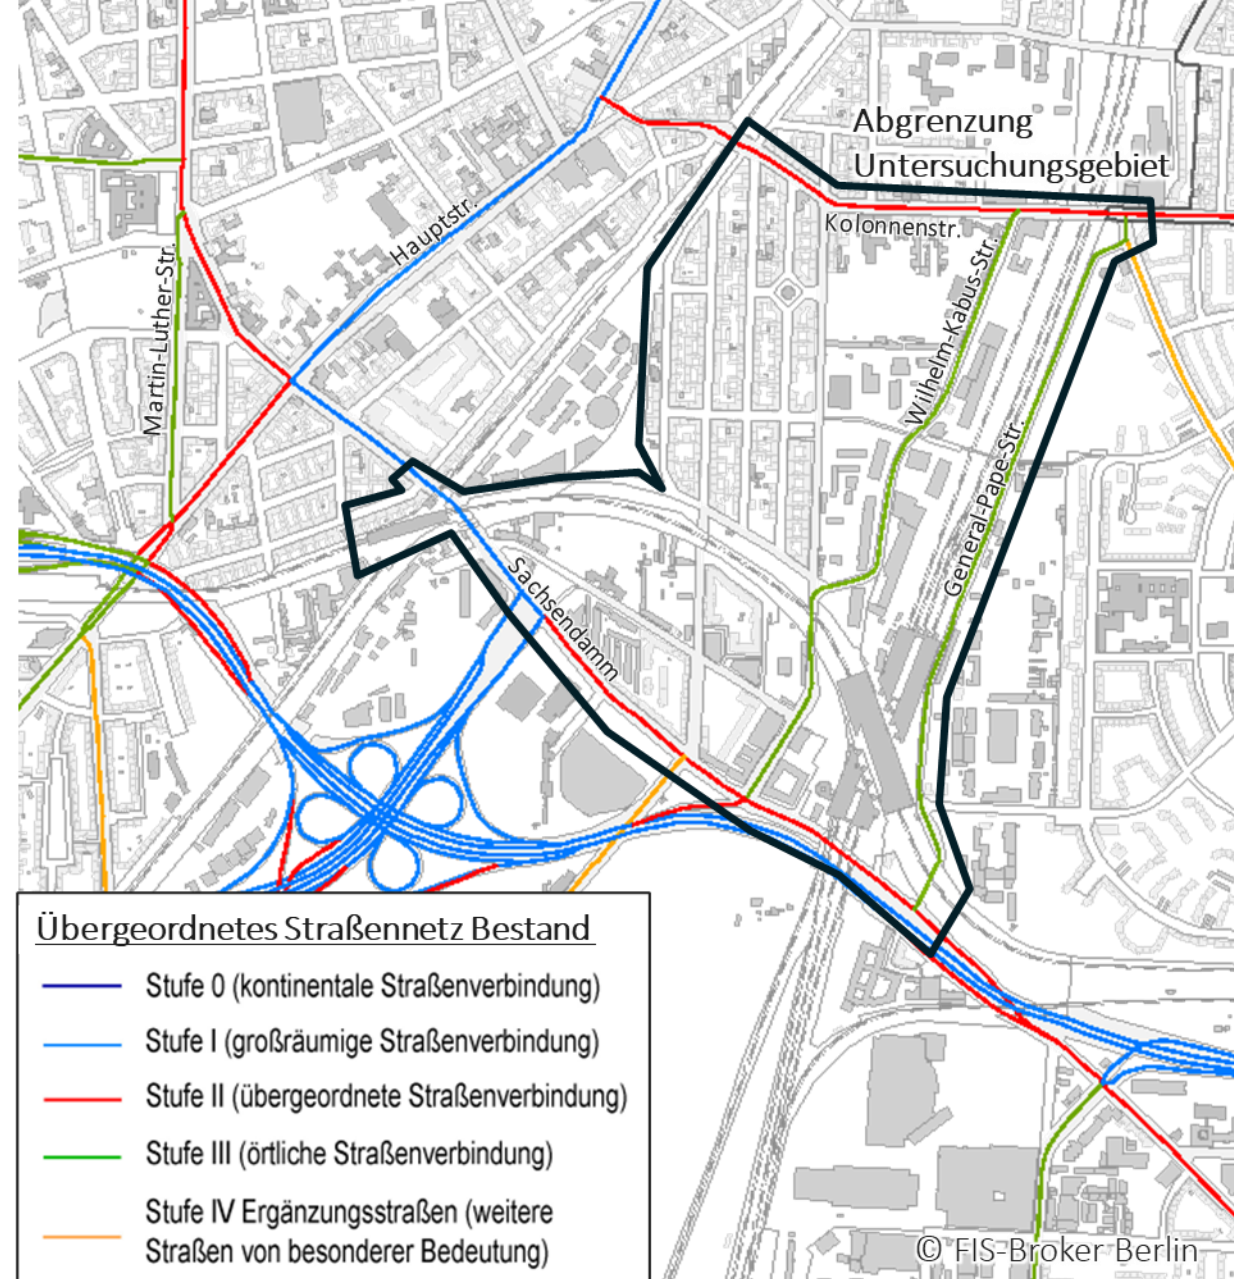 Abgrenzung
Untersuchungsgebiet
Hauptstr.
Kolonnenstr.
Martin-Luther-Str.
Wilhelm-Kabus-Str.
General-Pape-Str.
Sachsendamm
Übergeordnetes Straßennetz Bestand
Stufe 0 (kontinentale Straßenverbindung)
Stufe I (großräumige Straßenverbindung)
Stufe II (übergeordnete Straßenverbindung)
Stufe III (örtliche Straßenverbindung)
Stufe IV Ergänzungsstraßen (weitere
Straßen von besonderer Bedeutung)
© FIS-Broker Berlin